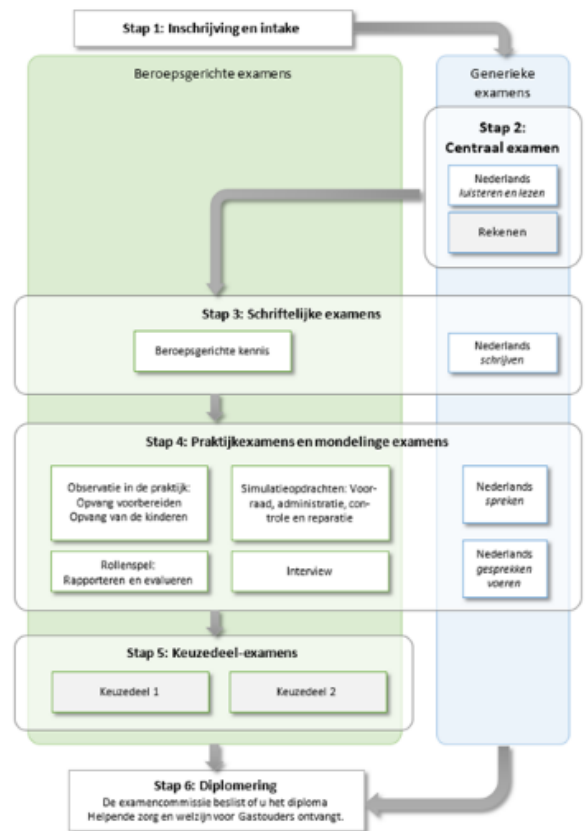 Stap 1: Inschrijving en intake
Beroepsgerichte examens
Generieke
examens
Stap 2:
Centraal examen
Nederlands
luisteren en lezen
Rekenen
Stap 3: Schriftelijke examens
Beroepsgerichte kennis
Nederlands
schrijven
Stap 4: Praktijkexamens en mondelinge examens
Observatie in de praktijk:
Opvang voorbereiden
Opvang van de kinderen
Simulatieopdrachten: Voor-
raad, administratie, con-
trole en reparatie
Nederlands
spreken
Rollenspel:
Rapporteren en evalueren
Interview
Nederlands
gesprekken
voeren
Stap 5: Keuzedeel-examens
Keuzedeel 1
Keuzedeel 2
Stap 6: Diplomering
De examencommissie beslist of u het diploma
Helpende zorg en welzijn voor Gastouders ontvangt.